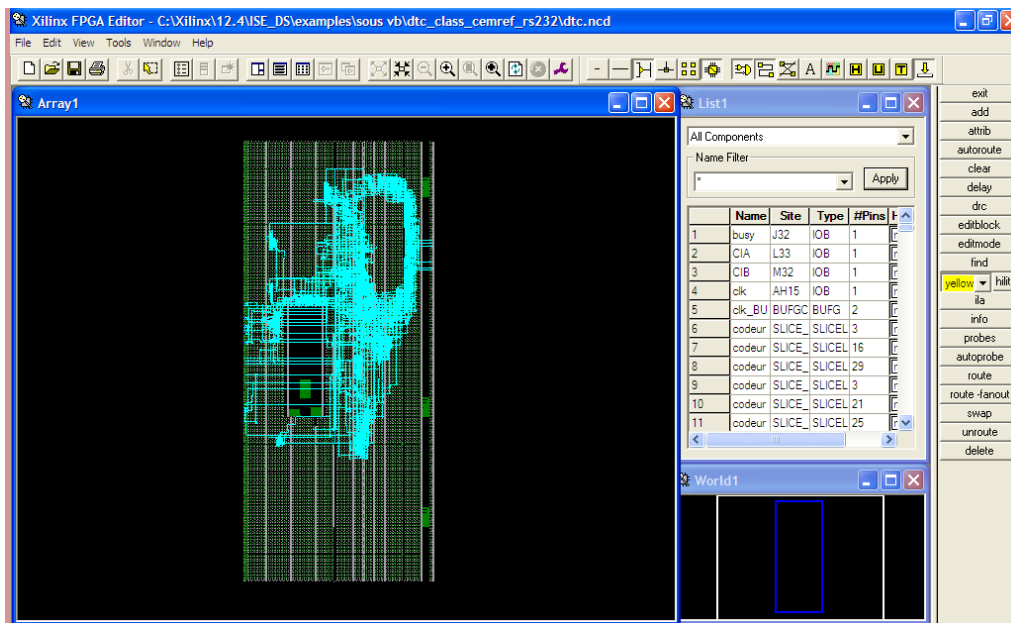 Xilinx FPGA Editor - C:\Xilinx\12.4\ISE_DS\examples\sous vb\dtc_class_cemref_rs232\dtc.ncd
File Edit View Tools Window Help
A
Array1
List1
All Components
Name Filter
*
Apply
Name Site Type #Pins
1 busy J32 IOB 1
2 CIA L33 IOB 1
3 CIB M32 IOB 1
4 clk AH15 IOB 1
5 clk_BU BUFGC BUFG 2
6 codeur SLICE_ SLICEL 3
7 codeur SLICE_ SLICEL 16
8 codeur SLICE_ SLICEL 29
9 codeur SLICE_ SLICEL 3
10 codeur SLICE_ SLICEL 21
11 codeur SLICE_ SLICEL 25
World1
exit
add
attrib
autoroute
clear
delay
drc
editblock
editmode
find
yellow hilit
ila
info
probes
autoprobe
route
route -fanout
swap
unroute
delete